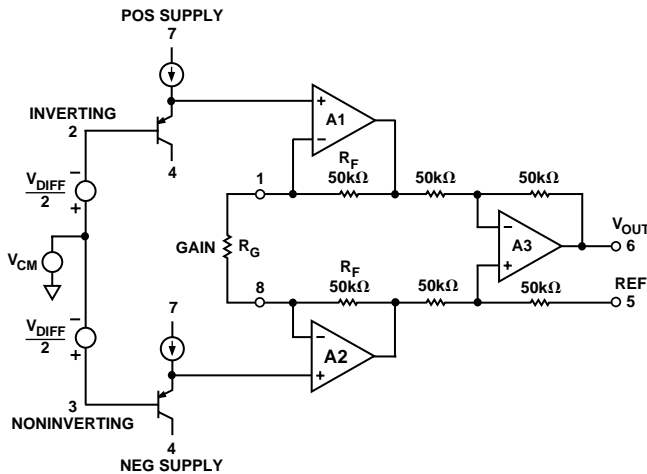 POS SUPPLY
7
INVERTING
2
4
+
A1
−
1
R_F
50kΩ
50kΩ
50kΩ
−
V_DIFF
2
+
V_CM
GAIN
R_G
−
A3
+
V_OUT
6
−
V_DIFF
2
+
8
R_F
50kΩ
50kΩ
50kΩ
REF
5
7
−
A2
+
3
NONINVERTING
4
NEG SUPPLY